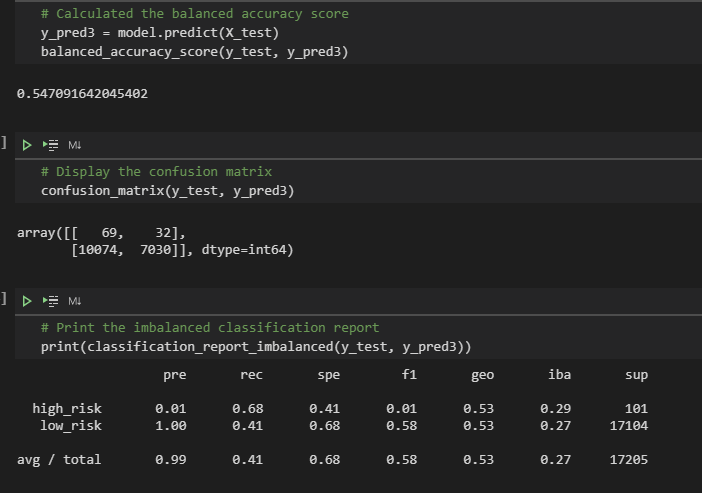 # Calculated the balanced accuracy score
y_pred3 = model.predict(X_test)
balanced_accuracy_score(y_test, y_pred3)
0.547091642045402
] M↓
# Display the confusion matrix
confusion_matrix(y_test, y_pred3)
array([[   69,    32],
       [10074,  7030]], dtype=int64)
] M↓
# Print the imbalanced classification report
print(classification_report_imbalanced(y_test, y_pred3))
pre rec spe f1 geo iba sup
high_risk 0.01 0.68 0.41 0.01 0.53 0.29 101
low_risk 1.00 0.41 0.68 0.58 0.53 0.27 17104
avg / total 0.99 0.41 0.68 0.58 0.53 0.27 17205